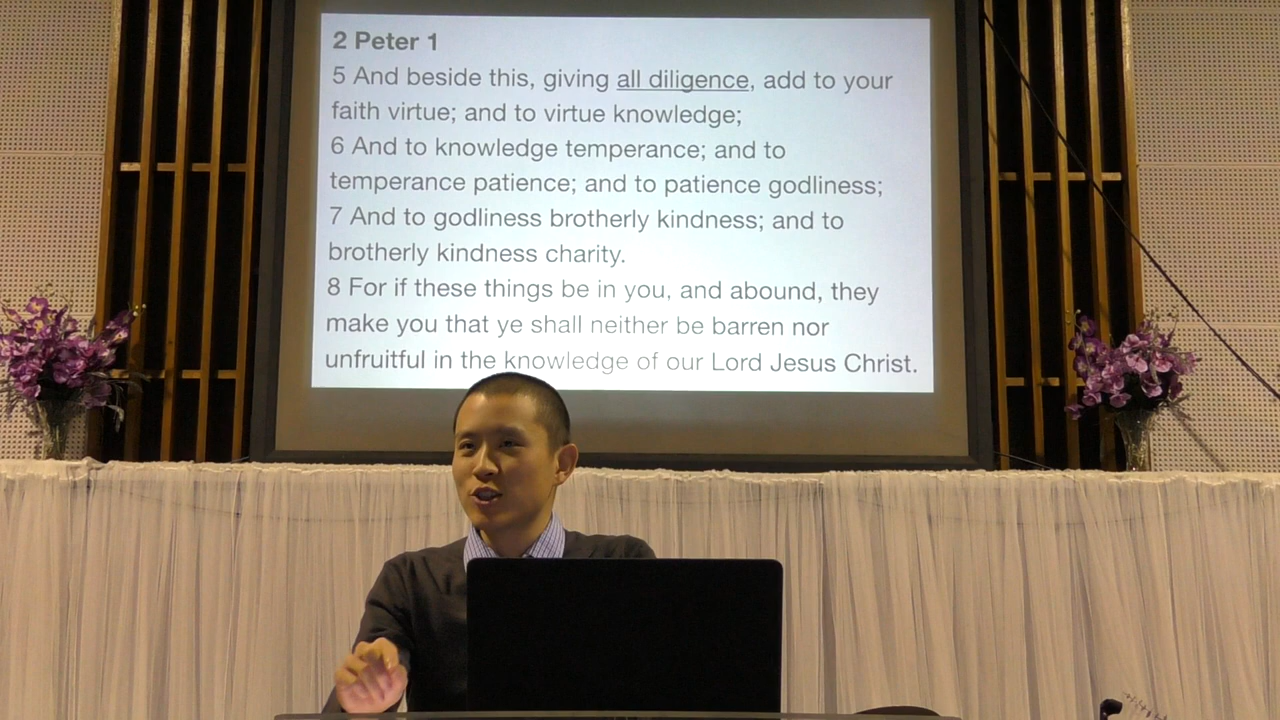 2 Peter 1
5 And beside this, giving all diligence, add to your
faith virtue; and to virtue knowledge;
6 And to knowledge temperance; and to
temperance patience; and to patience godliness;
7 And to godliness brotherly kindness; and to
brotherly kindness charity.
8 For if these things be in you, and abound, they
make you that ye shall neither be barren nor
unfruitful in the knowledge of our Lord Jesus Christ.